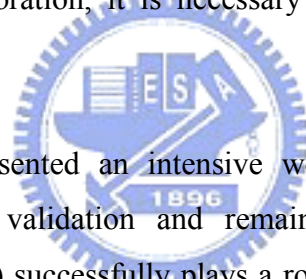 oration, it is necessary
E S
sented an intensive w
1896
validation and remain
) successfully plays a ro